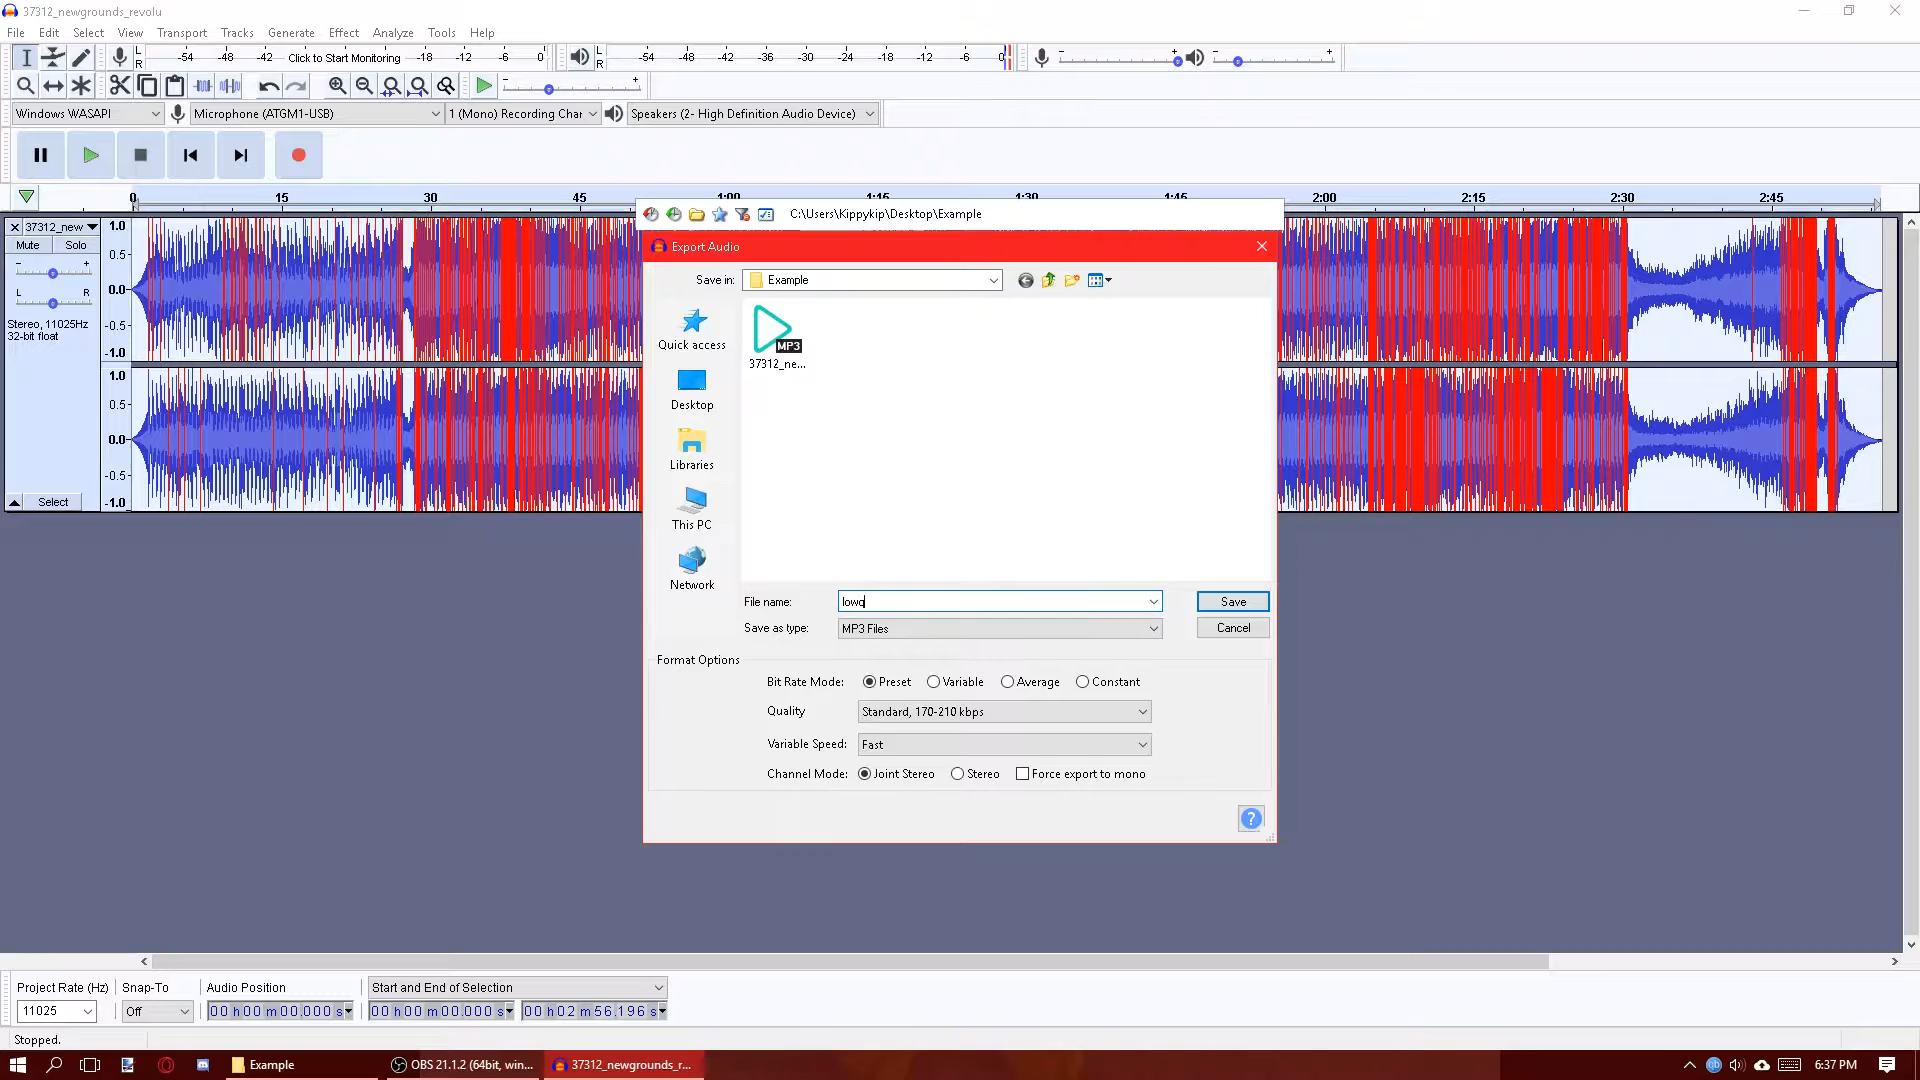 37312_newgrounds_revolu
File Edit Select View Transport Tracks Generate Effect Analyze Tools Help
L R -54 -48 -42 Click to Start Monitoring -18 -12 -6 0 L R -54 -48 -42 -36 -30 -24 -18 -12 -6 0 - + - +
- +
Windows WASAPI Microphone (ATGM1-USB) 1 (Mono) Recording Char Speakers (2- High Definition Audio Device)
0 15 30 45 1:00 1:15 1:30 1:45 2:00 2:15 2:30 2:45
C:\Users\Kippykip\Desktop\Example
37312_new
Mute Solo
- +
L R
Stereo, 11025Hz
32-bit float
Select
1.0
0.5-
0.0-
-0.5-
-1.0
1.0
0.5-
0.0-
-0.5-
-1.0
Export Audio
Save in: Example
MP3
37312_ne...
Quick access
Desktop
Libraries
This PC
Network
File name: lowq Save
Save as type: MP3 Files Cancel
Format Options
Bit Rate Mode: Preset Variable Average Constant
Quality Standard, 170-210 kbps
Variable Speed: Fast
Channel Mode: Joint Stereo Stereo Force export to mono
?
Project Rate (Hz) Snap-To Audio Position Start and End of Selection
11025 Off 00 h 00 m 00.000 s 00 h 00 m 00.000 s 00 h 02 m 56.196 s
Stopped.
Example OBS 21.1.2 (64bit, win... 37312_newgrounds_r... qb 6:37 PM